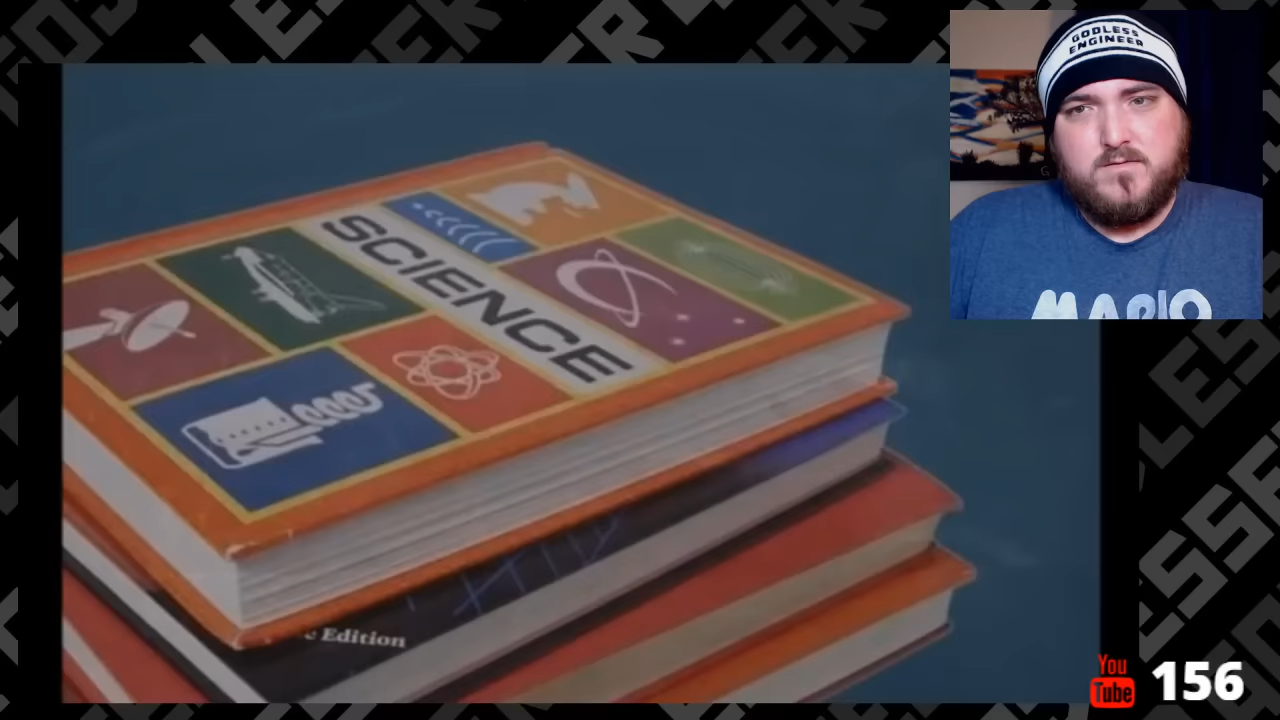 GODLESS
ENGINEER
SCIENCE
MARIO
Edition
You
Tube
156